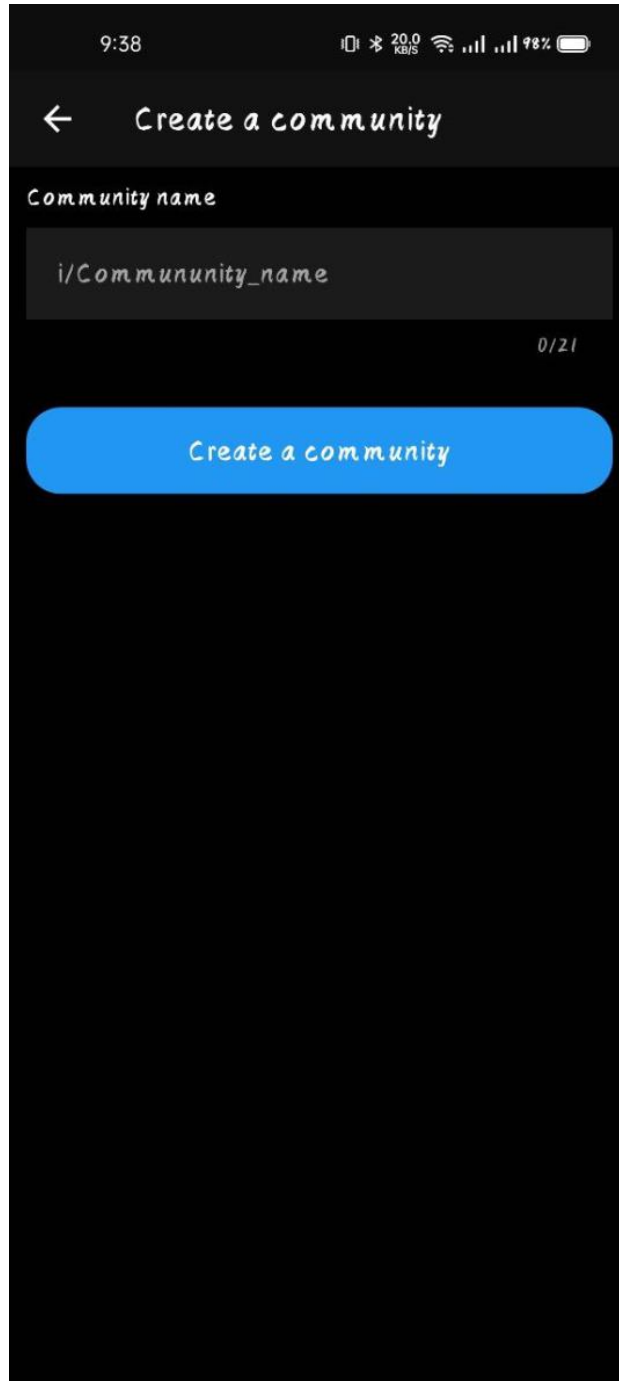 9:38 20.0 KB/S 98%
Create a community
Community name
i/Commununity_name
0/21
Create a community